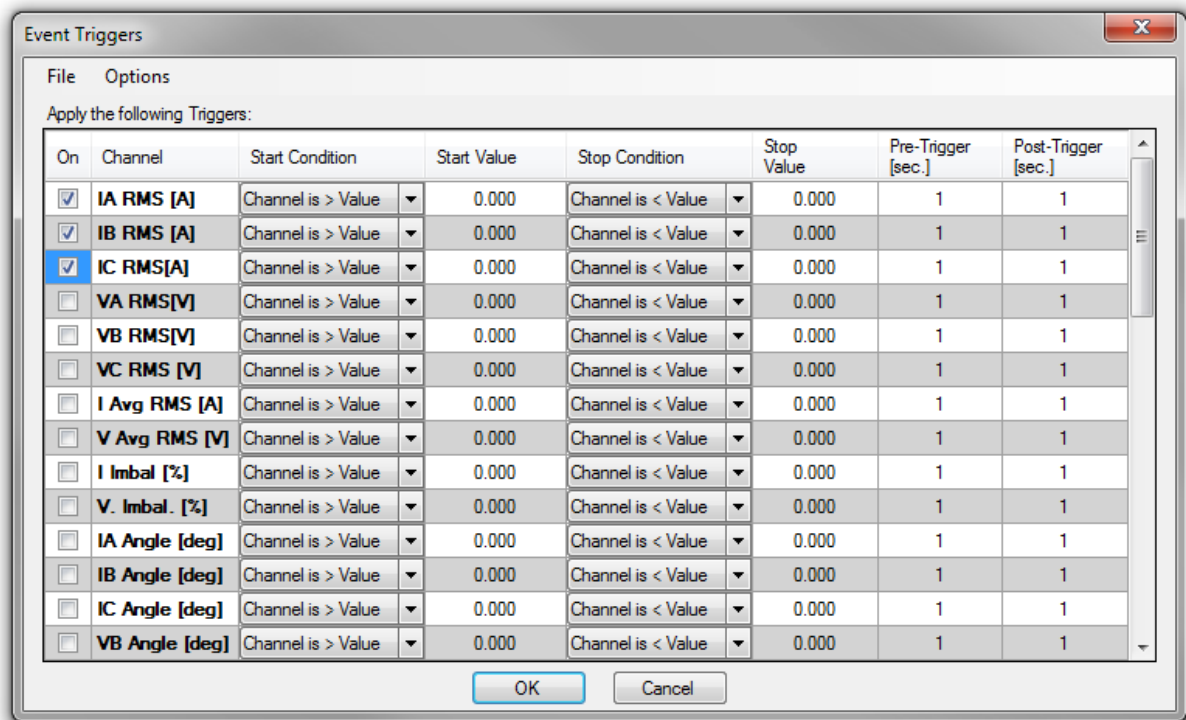 Event Triggers
File Options
Apply the following Triggers:
On Channel Start Condition Start Value Stop Condition Stop Value Pre-Trigger [sec.] Post-Trigger [sec.]
IA RMS [A] Channel is > Value 0.000 Channel is < Value 0.000 1 1
IB RMS [A] Channel is > Value 0.000 Channel is < Value 0.000 1 1
IC RMS[A] Channel is > Value 0.000 Channel is < Value 0.000 1 1
VA RMS[V] Channel is > Value 0.000 Channel is < Value 0.000 1 1
VB RMS[V] Channel is > Value 0.000 Channel is < Value 0.000 1 1
VC RMS [V] Channel is > Value 0.000 Channel is < Value 0.000 1 1
I Avg RMS [A] Channel is > Value 0.000 Channel is < Value 0.000 1 1
V Avg RMS [V] Channel is > Value 0.000 Channel is < Value 0.000 1 1
I Imbal [%] Channel is > Value 0.000 Channel is < Value 0.000 1 1
V. Imbal. [%] Channel is > Value 0.000 Channel is < Value 0.000 1 1
IA Angle [deg] Channel is > Value 0.000 Channel is < Value 0.000 1 1
IB Angle [deg] Channel is > Value 0.000 Channel is < Value 0.000 1 1
IC Angle [deg] Channel is > Value 0.000 Channel is < Value 0.000 1 1
VB Angle [deg] Channel is > Value 0.000 Channel is < Value 0.000 1 1
OK Cancel